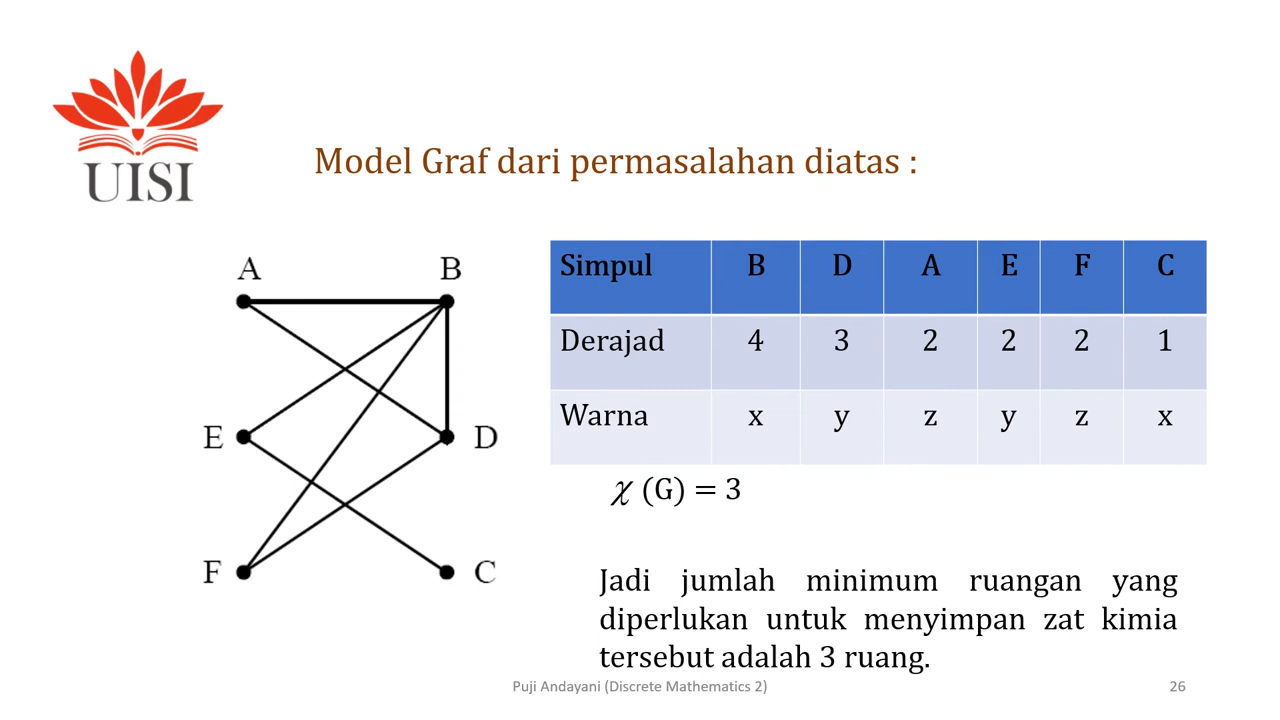 UISI
Model Graf dari permasalahan diatas :
A B
E D
F C
Simpul B D A E F C
Derajad 4 3 2 2 2 1
Warna x y z y z x
χ (G) = 3
Jadi jumlah minimum ruangan yang
diperlukan untuk menyimpan zat kimia
tersebut adalah 3 ruang.
Puji Andayani (Discrete Mathematics 2) 26